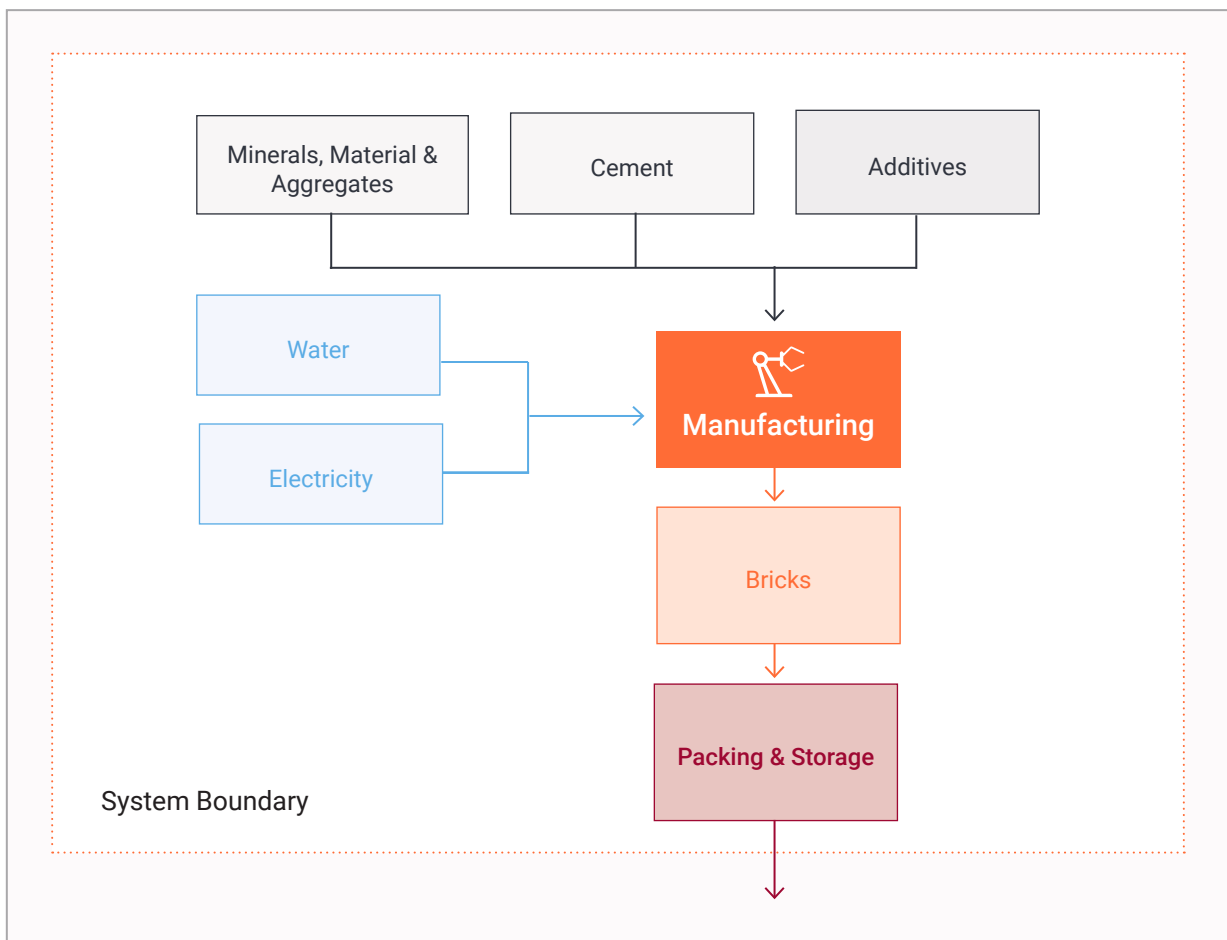 Minerals, Material &
Aggregates
Cement
Additives
Water
Manufacturing
Electricity
Bricks
Packing & Storage
System Boundary